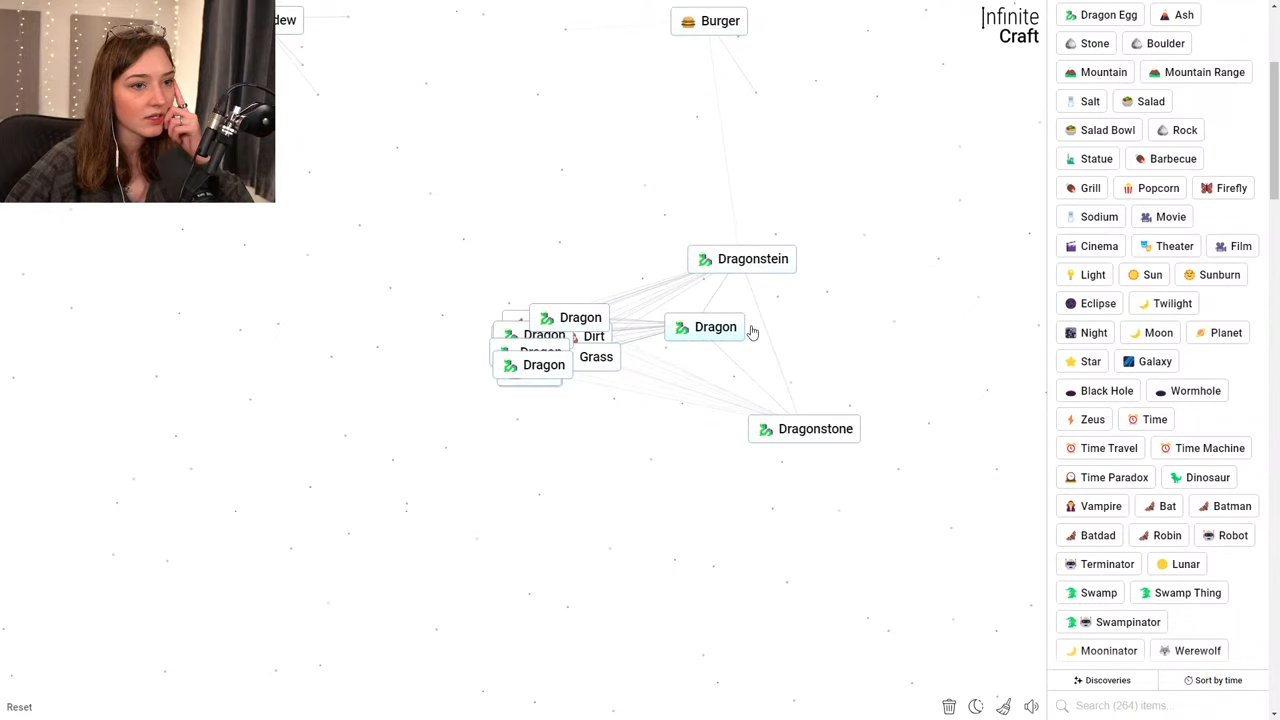 dew
Burger
Infinite
Craft
Dragonstein
Dragon
Dragon
Dragon
Dirt
Dragon
Grass
Dragon
Dragonstone
Reset
Dragon Egg
Ash
Stone
Boulder
Mountain
Mountain Range
Salt
Salad
Salad Bowl
Rock
Statue
Barbecue
Grill
Popcorn
Firefly
Sodium
Movie
Cinema
Theater
Film
Light
Sun
Sunburn
Eclipse
Twilight
Night
Moon
Planet
Star
Galaxy
Black Hole
Wormhole
Zeus
Time
Time Travel
Time Machine
Time Paradox
Dinosaur
Vampire
Bat
Batman
Batdad
Robin
Robot
Terminator
Lunar
Swamp
Swamp Thing
Swampinator
Mooninator
Werewolf
Discoveries
Sort by time
Search (264) items...